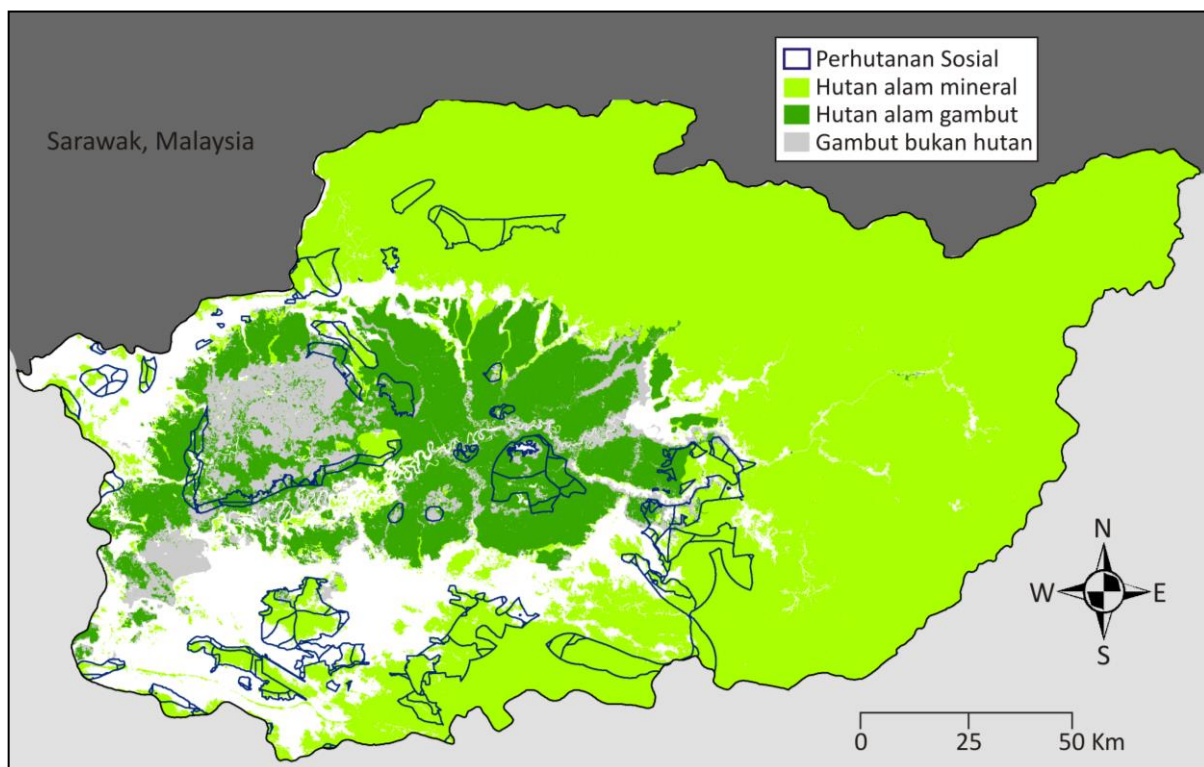 Perhutanan Sosial
Hutan alam mineral
Hutan alam gambut
Gambut bukan hutan
Sarawak, Malaysia
N
W E
S
0 25 50 Km